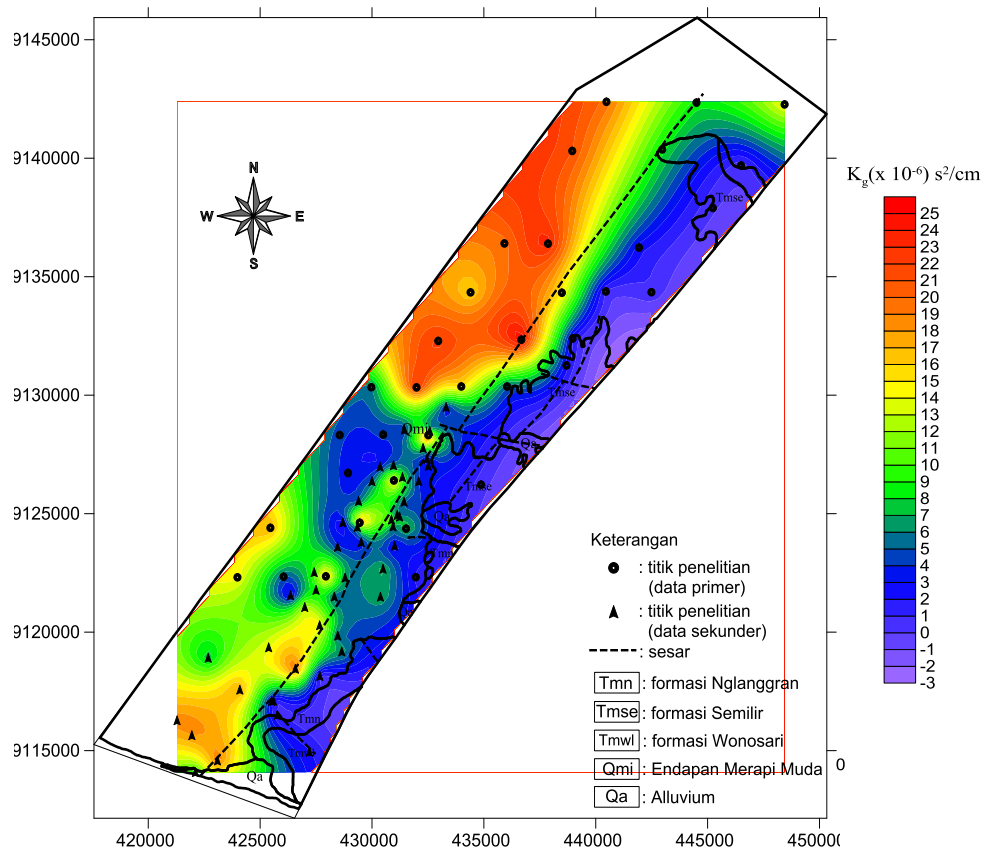 9145000
9140000
9135000
9130000
9125000
9120000
9115000
420000
425000
430000
435000
440000
445000
450000
N
W
E
S
Tmse
Tmse
Qmi
Qa
Tmse
Qa
Tmn
Tmn
Qa
0
Kg(x 10-6) s2/cm
25
24
23
22
21
20
19
18
17
16
15
14
13
12
11
10
9
8
7
6
5
4
3
2
1
0
-1
-2
-3
Keterangan
: titik penelitian
(data primer)
: titik penelitian
(data sekunder)
: sesar
Tmn : formasi Nglanggran
Tmse : formasi Semilir
Tmwl : formasi Wonosari
Qmi : Endapan Merapi Muda
Qa : Alluvium